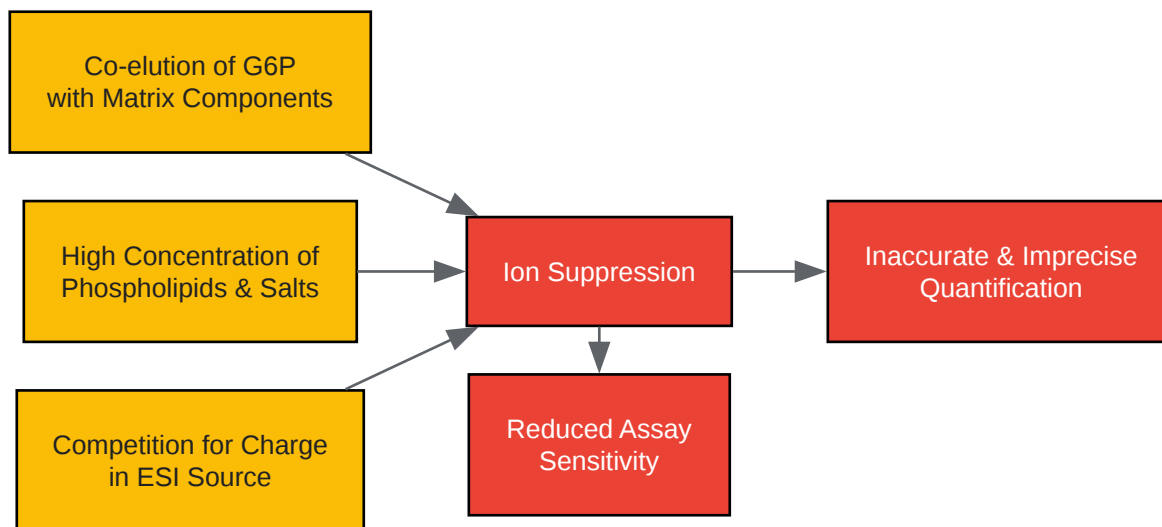 Co-elution of G6P
with Matrix Components
High Concentration of
Phospholipids & Salts
Competition for Charge
in ESI Source
Ion Suppression
Reduced Assay
Sensitivity
Inaccurate & Imprecise
Quantification